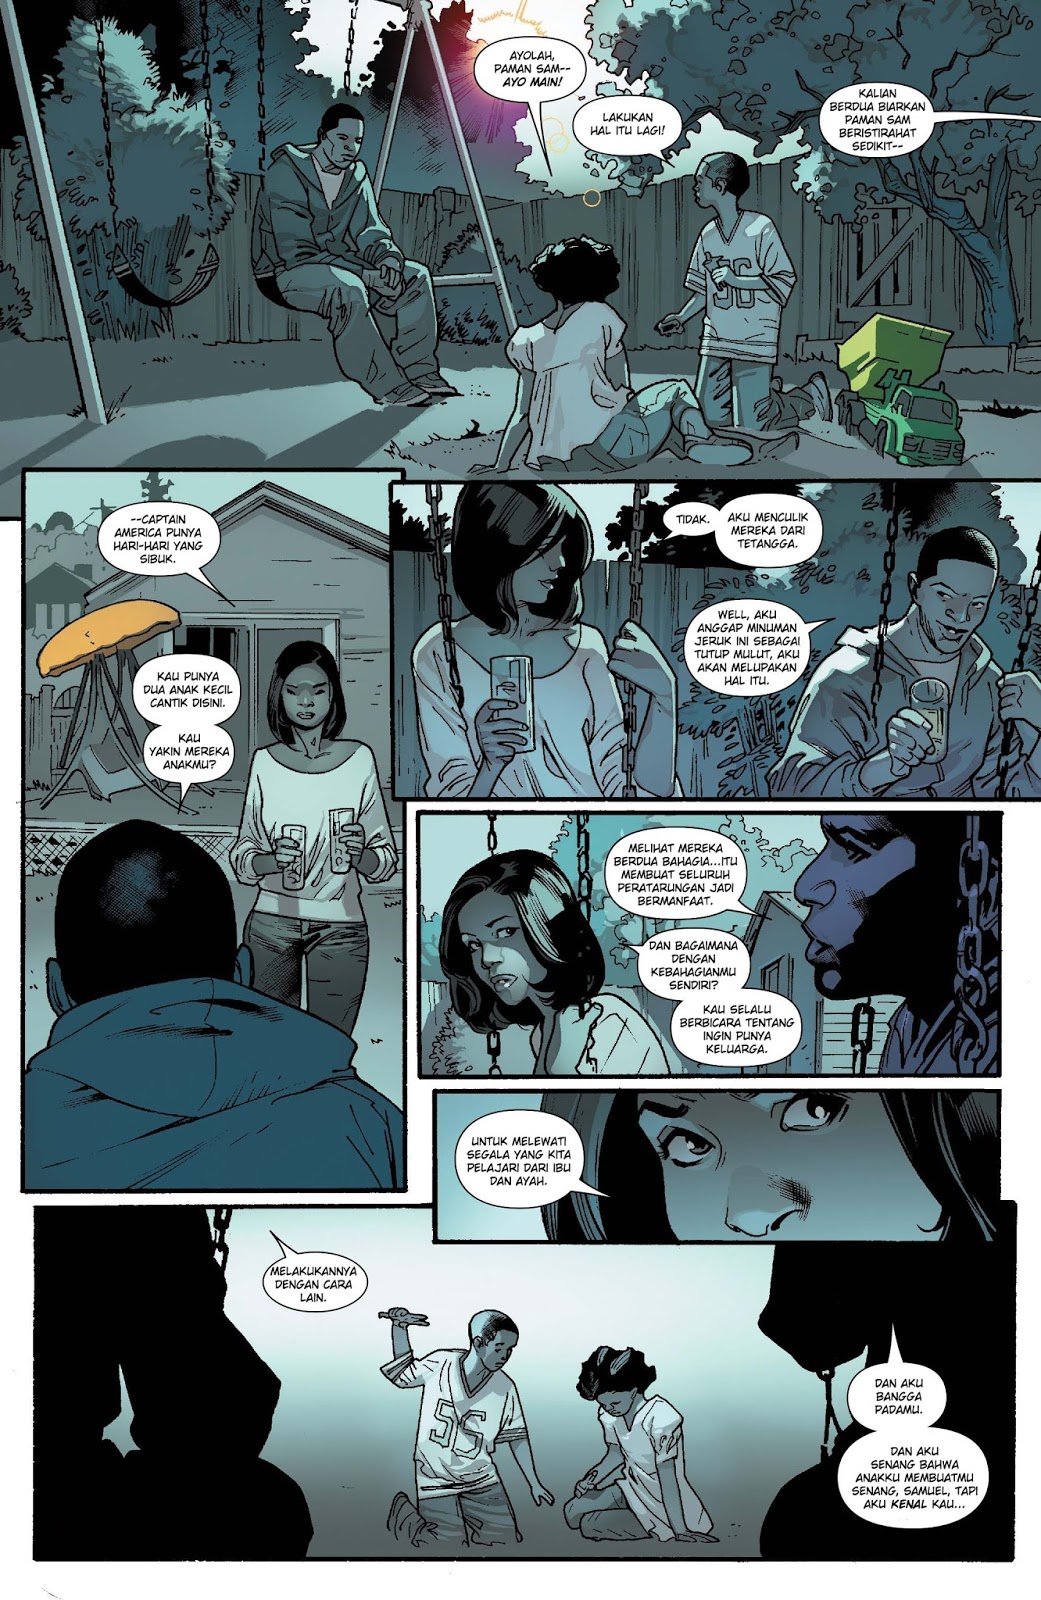 AYOLAH,
PAMAN SAM--
AYO MAIN!
LAKUKAN
HAL ITU LAGI!
KALIAN
BERDUA BIARKAN
PAMAN SAM
BERISTIRAHAT
SEDIKIT--
--CAPTAIN
AMERICA PUNYA
HARI-HARI YANG
SIBUK.
KAU PUNYA
DUA ANAK KECIL
CANTIK DISINI.
KAU
YAKIN MEREKA
ANAKMU?
TIDAK.
AKU MENCULIK
MEREKA DARI
TETANGGA.
WELL, AKU
ANGGAP MINUMAN
JERUK INI SEBAGAI
TUTUP MULUT, AKU
AKAN MELUPAKAN
HAL ITU.
MELIHAT MEREKA
BERDUA BAHAGIA...ITU
MEMBUAT SELURUH
PERATARUNGAN JADI
BERMANFAAT.
DAN BAGAIMANA
DENGAN
KEBAHAGIANMU
SENDIRI?
KAU SELALU
BERBICARA TENTANG
INGIN PUNYA
KELUARGA.
UNTUK MELEWATI
SEGALA YANG KITA
PELAJARI DARI IBU
DAN AYAH.
MELAKUKANNYA
DENGAN CARA
LAIN.
55
DAN AKU
BANGGA
PADAMU.
DAN AKU
SENANG BAHWA
ANAKKU MEMBUATMU
SENANG, SAMUEL, TAPI
AKU KENAL KAU...